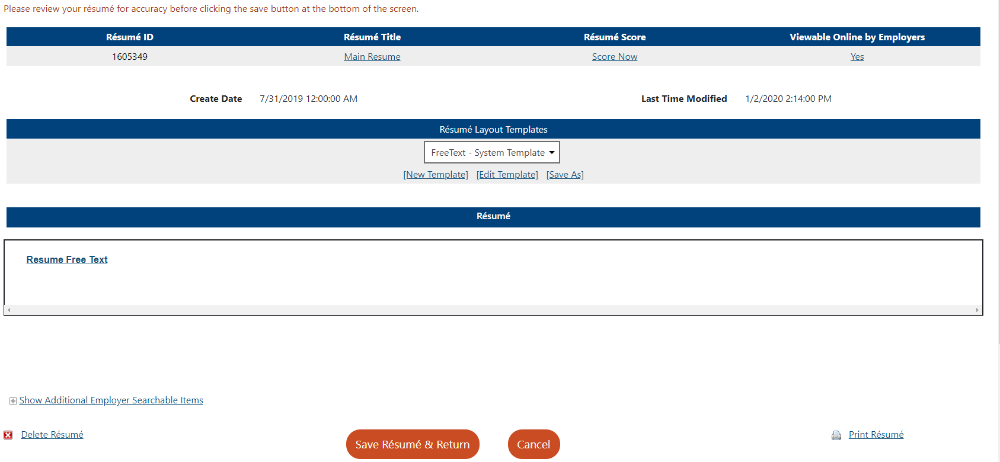 Please review your résumé for accuracy before clicking the save button at the bottom of the screen.
Résumé ID Résumé Title Résumé Score Viewable Online by Employers
1605349 Main Resume Score Now Yes
Create Date 7/31/2019 12:00:00 AM Last Time Modified 1/2/2020 2:14:00 PM
Résumé Layout Templates
FreeText - System Template
[New Template] [Edit Template] [Save As]
Résumé
Resume Free Text
Show Additional Employer Searchable Items
Delete Résumé Save Résumé & Return Cancel Print Résumé